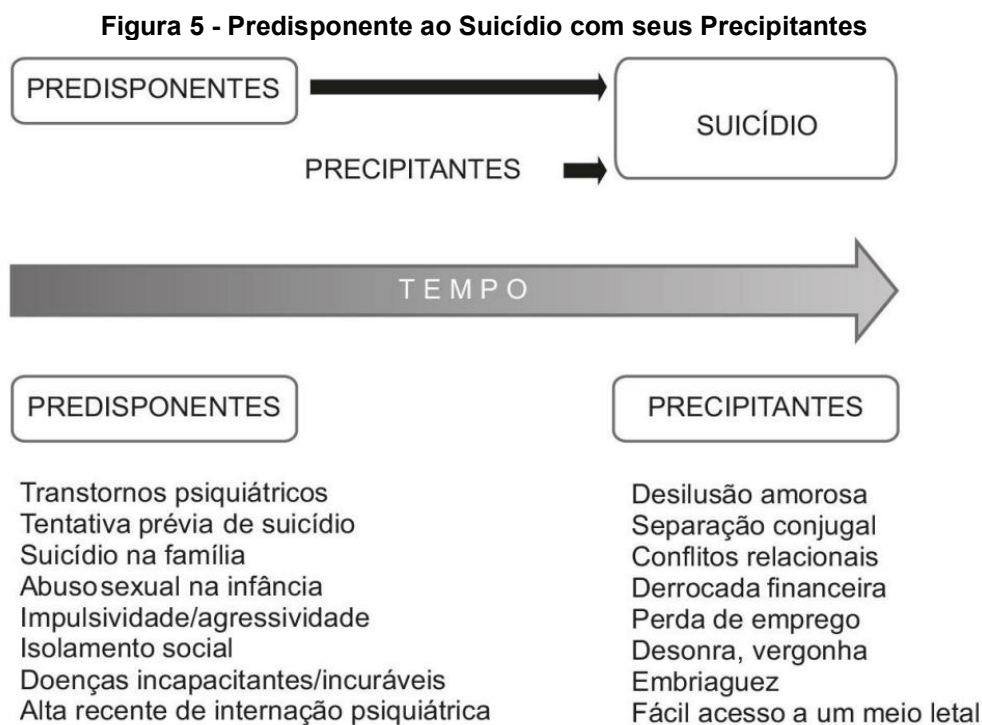 Figura 5 - Predisponente ao Suicídio com seus Precipitantes
PREDISPONENTES
SUICÍDIO
PRECIPITANTES
TEMPO
PREDISPONENTES
Transtornos psiquiátricos
Tentativa prévia de suicídio
Suicídio na família
Abuso sexual na infância
Impulsividade/agressividade
Isolamento social
Doenças incapacitantes/incuráveis
Alta recente de internação psiquiátrica
PRECIPITANTES
Desilusão amorosa
Separação conjugal
Conflitos relacionais
Derrocada financeira
Perda de emprego
Desonra, vergonha
Embriaguez
Fácil acesso a um meio letal